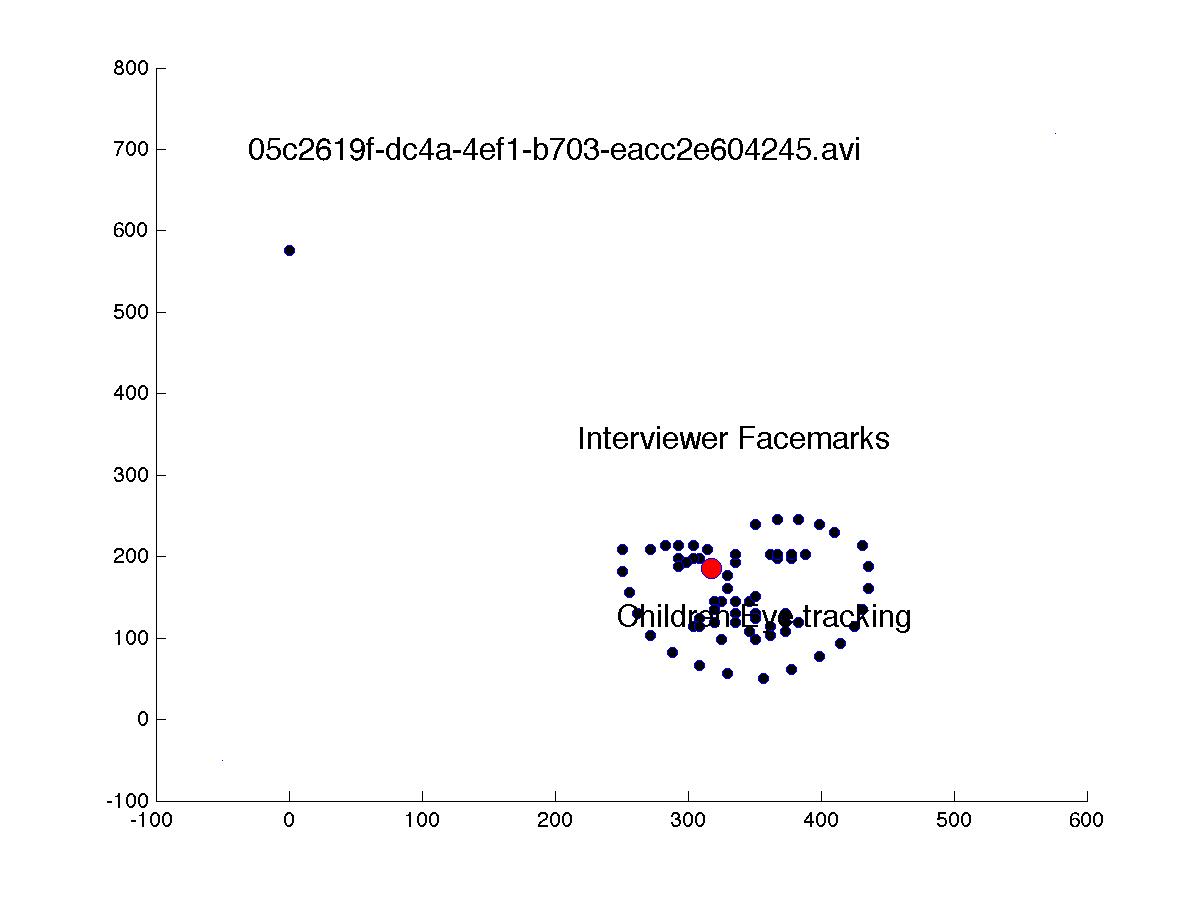 800
700
05c2619f-dc4a-4ef1-b703-eacc2e604245.avi
600
500
400
Interviewer Facemarks
300
200
Children Eye tracking
100
0
-100
-100 0 100 200 300 400 500 600